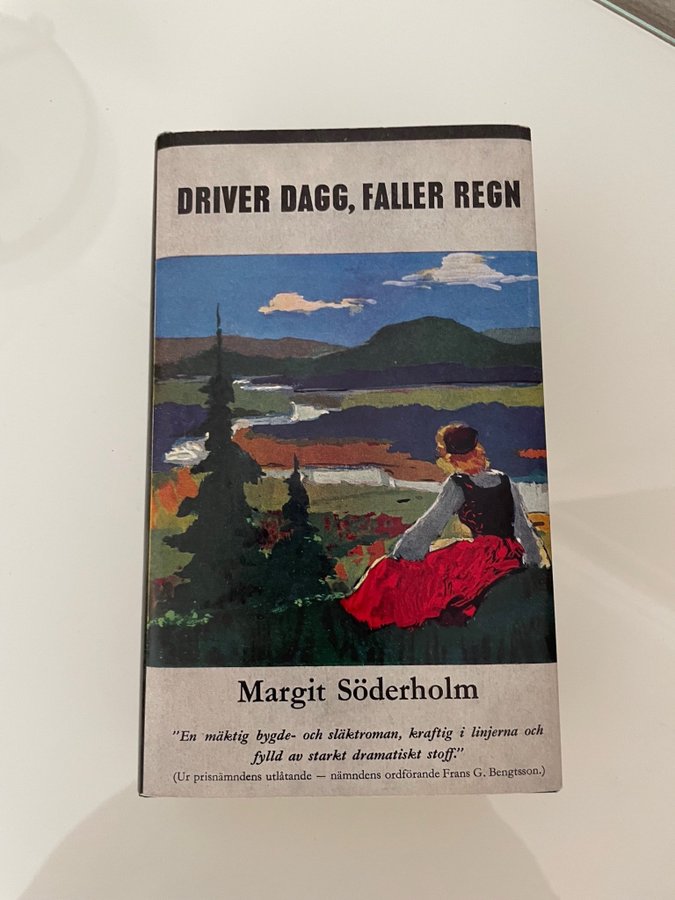 DRIVER DAGG, FALLER REGN
Margit Söderholm
"En mäktig bygde- och släktroman, kraftig i linjerna och
fylld av starkt dramatiskt stoff."
(Ur prisnämndens utlåtande — nämndens ordförande Frans G. Bengtsson.)